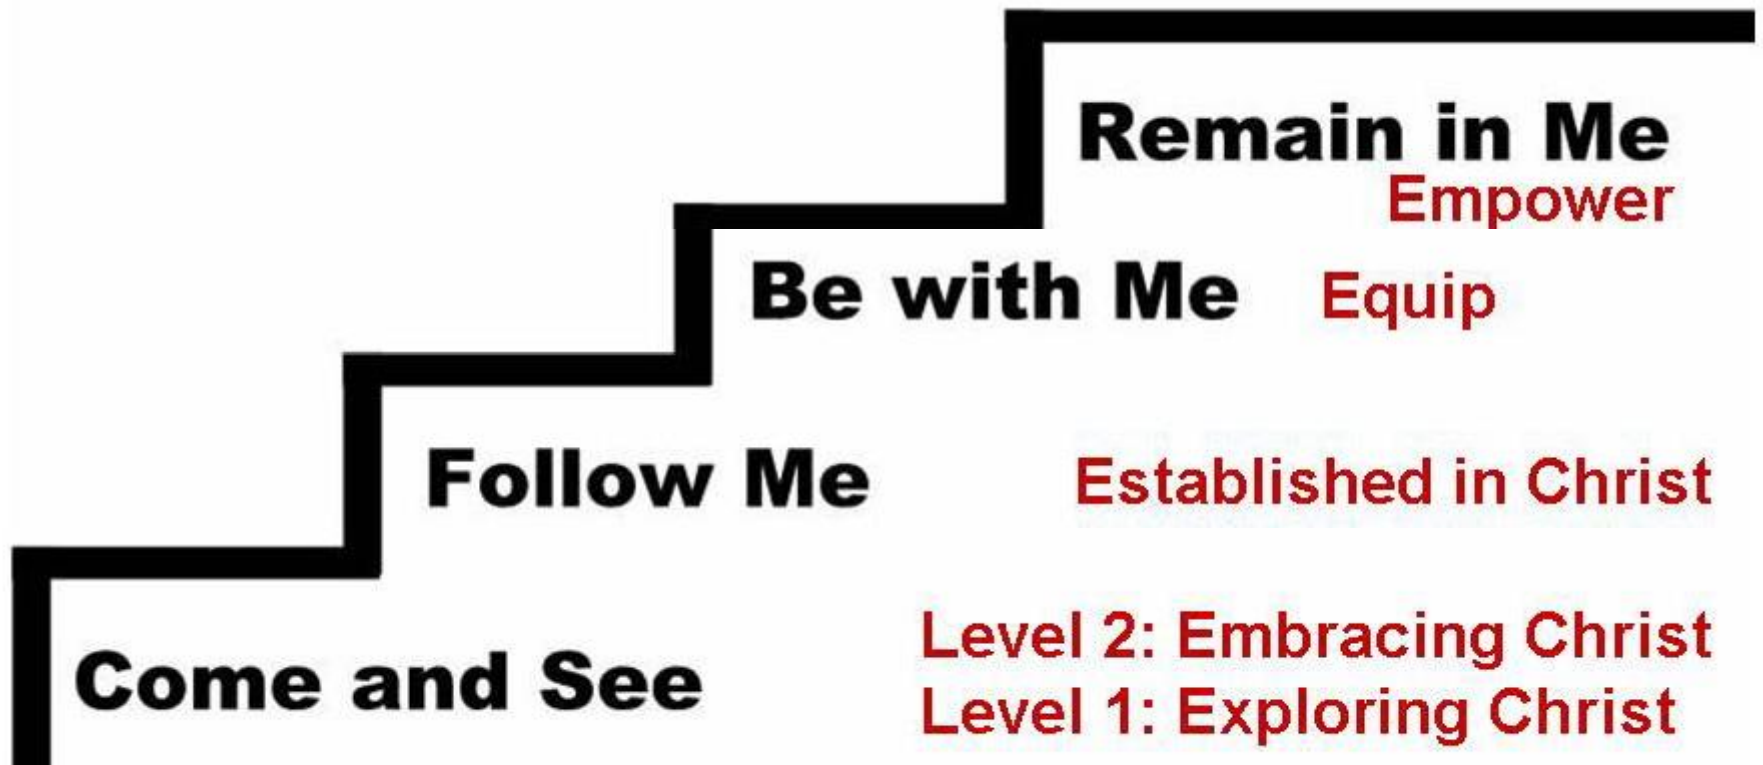 Remain in Me
Empower
Be with Me Equip
Follow Me Established in Christ
Level 2: Embracing Christ
Come and See
Level 1: Exploring Christ